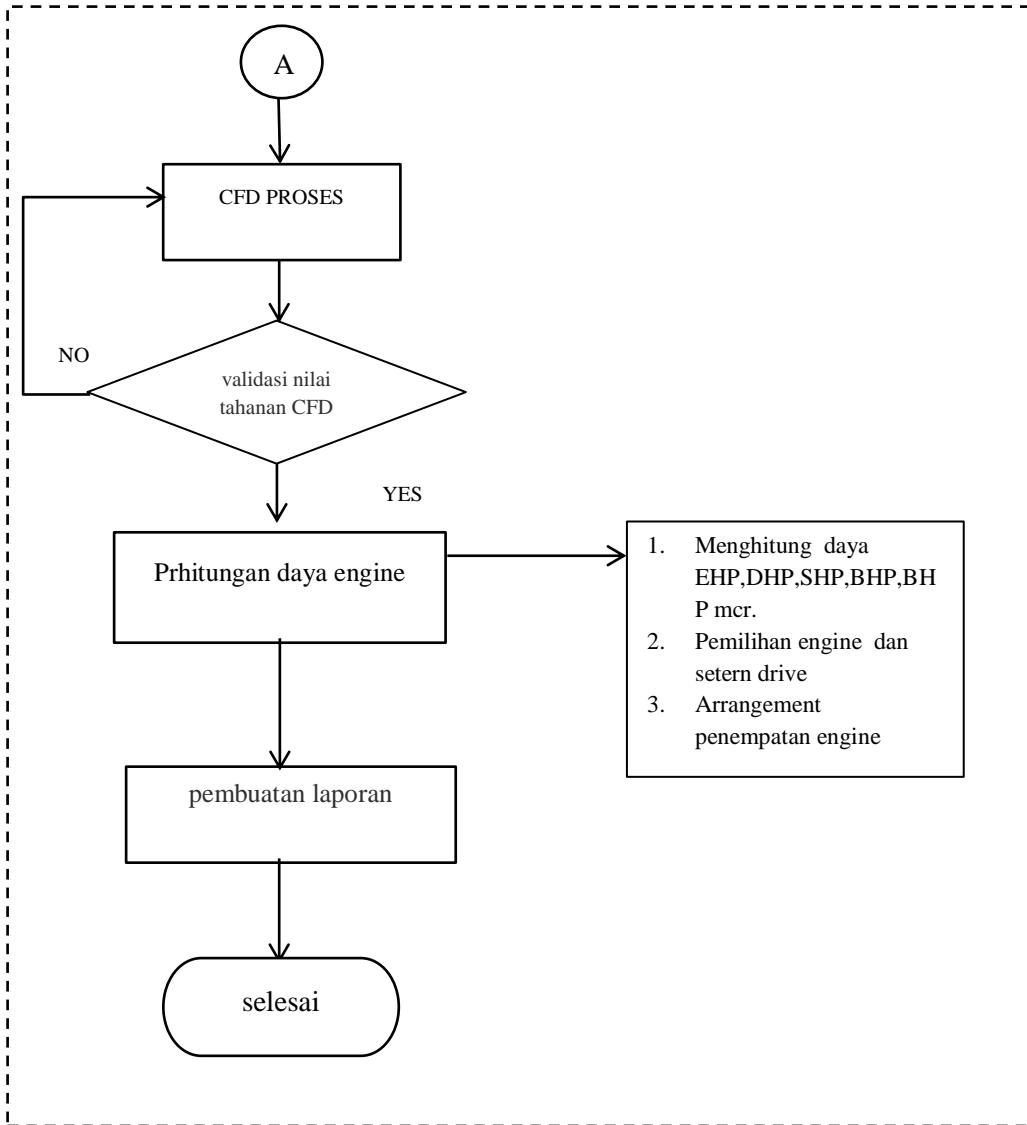 A
CFD PROSES
NO
validasi nilai
tahanan CFD
YES
Prhitungan daya engine
1. Menghitung daya
EHP,DHP,SHP,BHP,BH
P mcr.
2. Pemilihan engine dan
setern drive
3. Arrangement
penempatan engine
pembuatan laporan
selesai